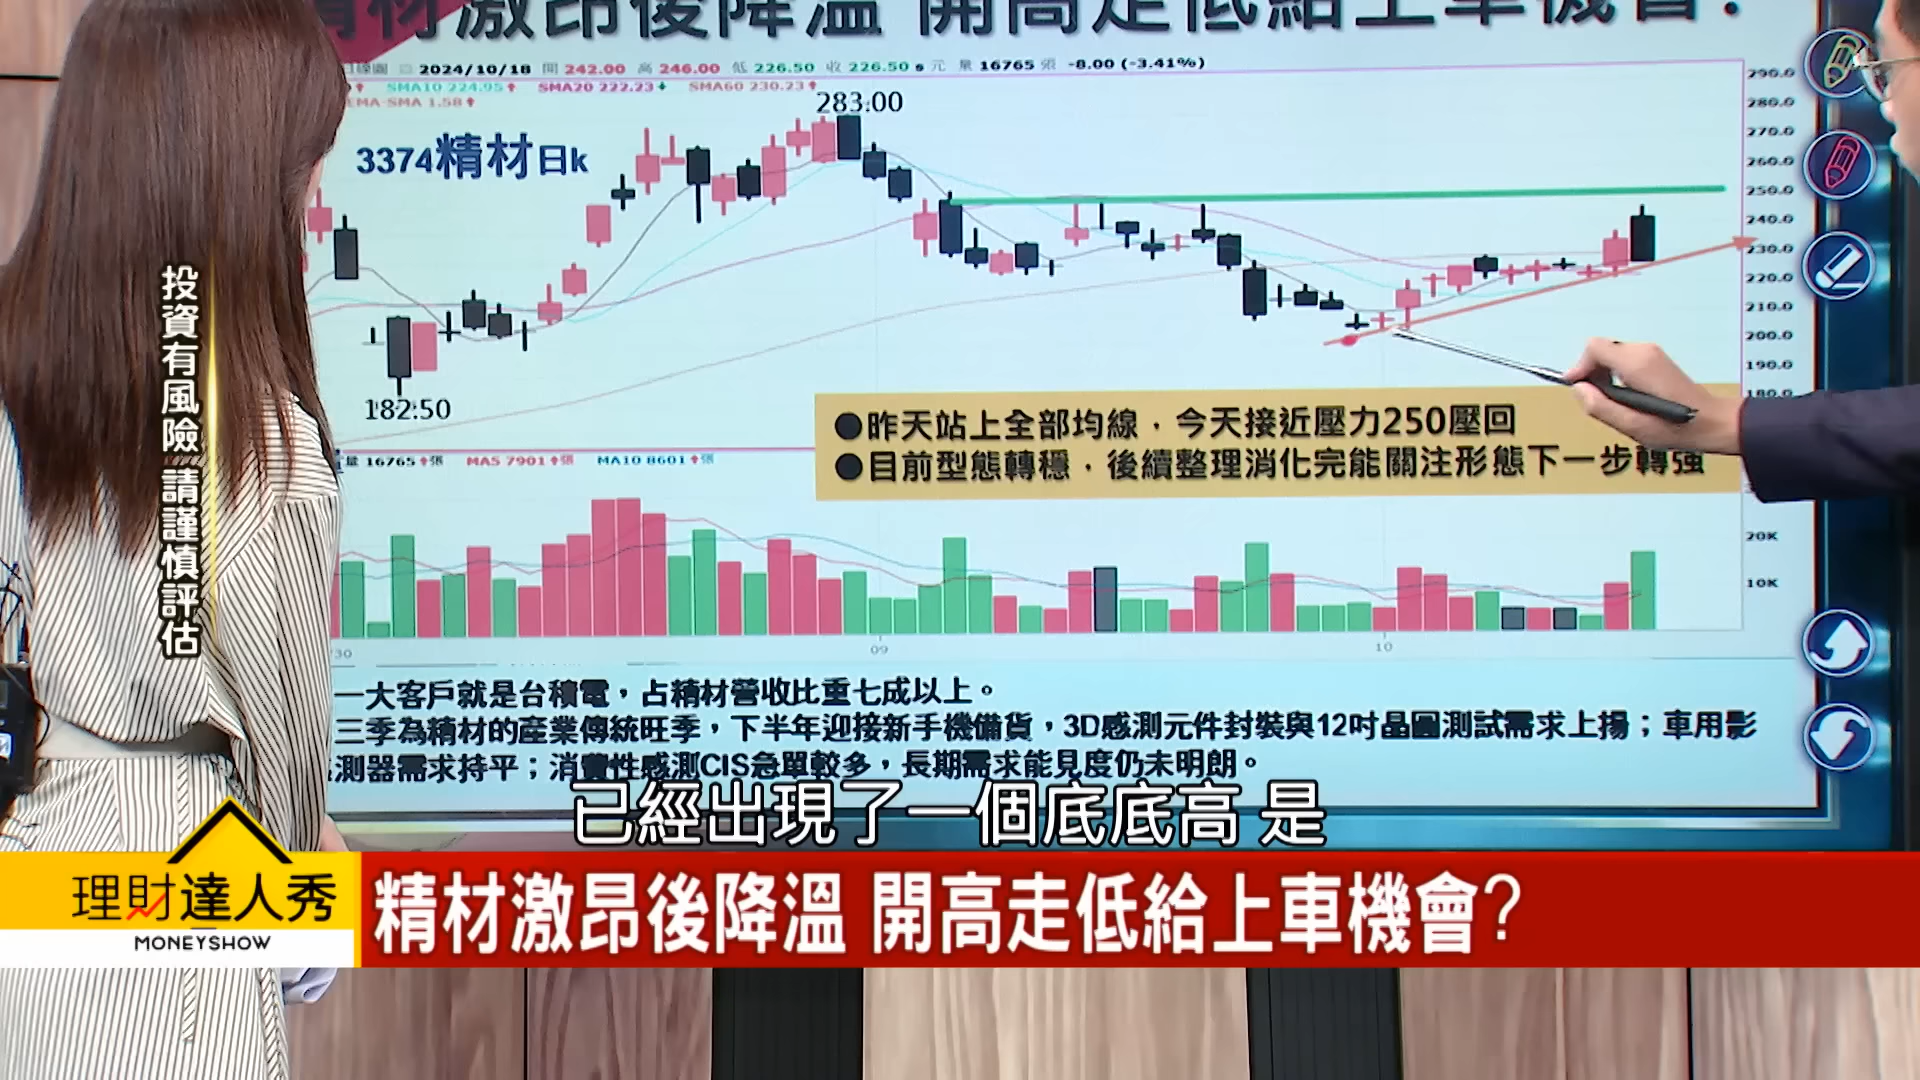 精材激昂後降溫 開高走低給上車機會?
日線圖 2024/10/18 開 242.00 高 246.00 低 226.50 收 226.50 s 元 量 16765 張 -8.00 (-3.41%)
SMA10 224.95↑ SMA20 222.23↓ SMA60 230.23↑
EMA-SMA 1.58↑
283.00
3374精材日k
182.50
290.0
280.0
270.0
260.0
250.0
240.0
230.0
220.0
210.0
200.0
190.0
180.0
●昨天站上全部均線，今天接近壓力250壓回
●目前型態轉穩，後續整理消化完能關注形態下一步轉強
量 16765↑張 MA5 7901↑張 MA10 8601↑張
20K
10K
/30 09 10
一大客戶就是台積電，占精材營收比重七成以上。
三季為精材的產業傳統旺季，下半年迎接新手機備貨，3D感測元件封裝與12吋晶圓測試需求上揚；車用影
測器需求持平；消費性感測CIS急單較多，長期需求能見度仍未明朗。
投資有風險 請謹慎評估
已經出現了一個底底高 是
理財達人秀
MONEYSHOW
精材激昂後降溫 開高走低給上車機會?